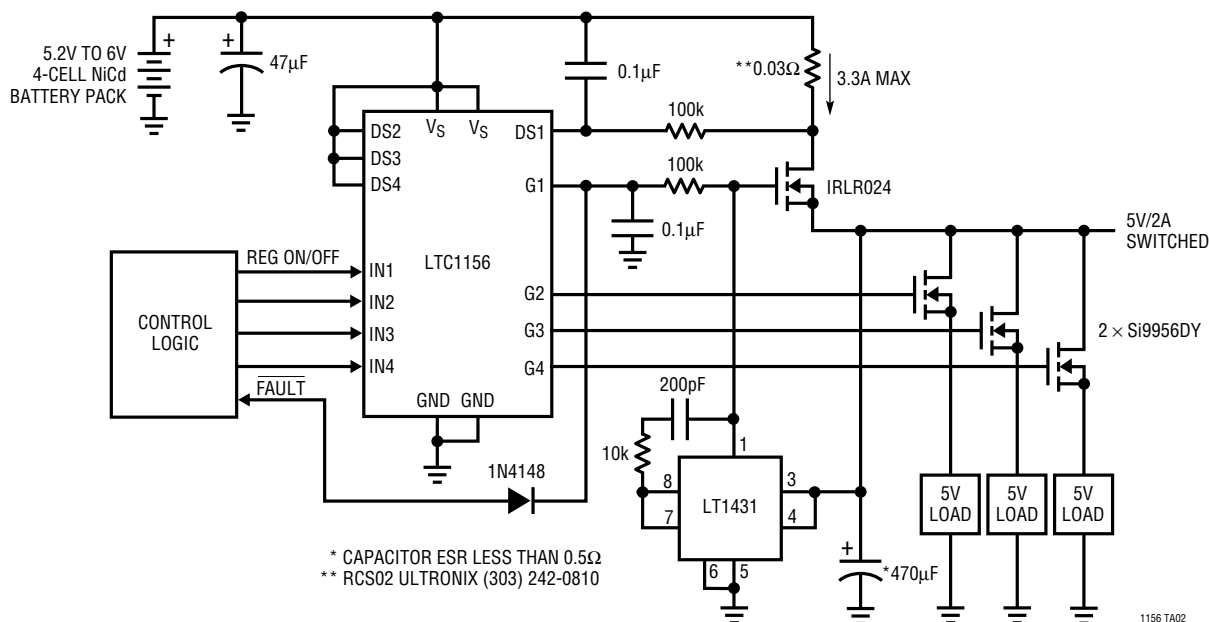 5.2V TO 6V
4-CELL NiCd
BATTERY PACK
+
+
47µF
0.1µF
**0.03Ω
3.3A MAX
100k
DS2
DS3
DS4
VS
VS
DS1
G1
100k
IRLR024
0.1µF
5V/2A
SWITCHED
CONTROL
LOGIC
REG ON/OFF
FAULT
IN1
IN2
IN3
IN4
LTC1156
G2
G3
G4
GND
GND
2 × Si9956DY
200pF
10k
1N4148
1
8
7
LT1431
3
4
6
5
+
*470µF
5V
LOAD
5V
LOAD
5V
LOAD
* CAPACITOR ESR LESS THAN 0.5Ω
** RCS02 ULTRONIX (303) 242-0810
1156 TA02